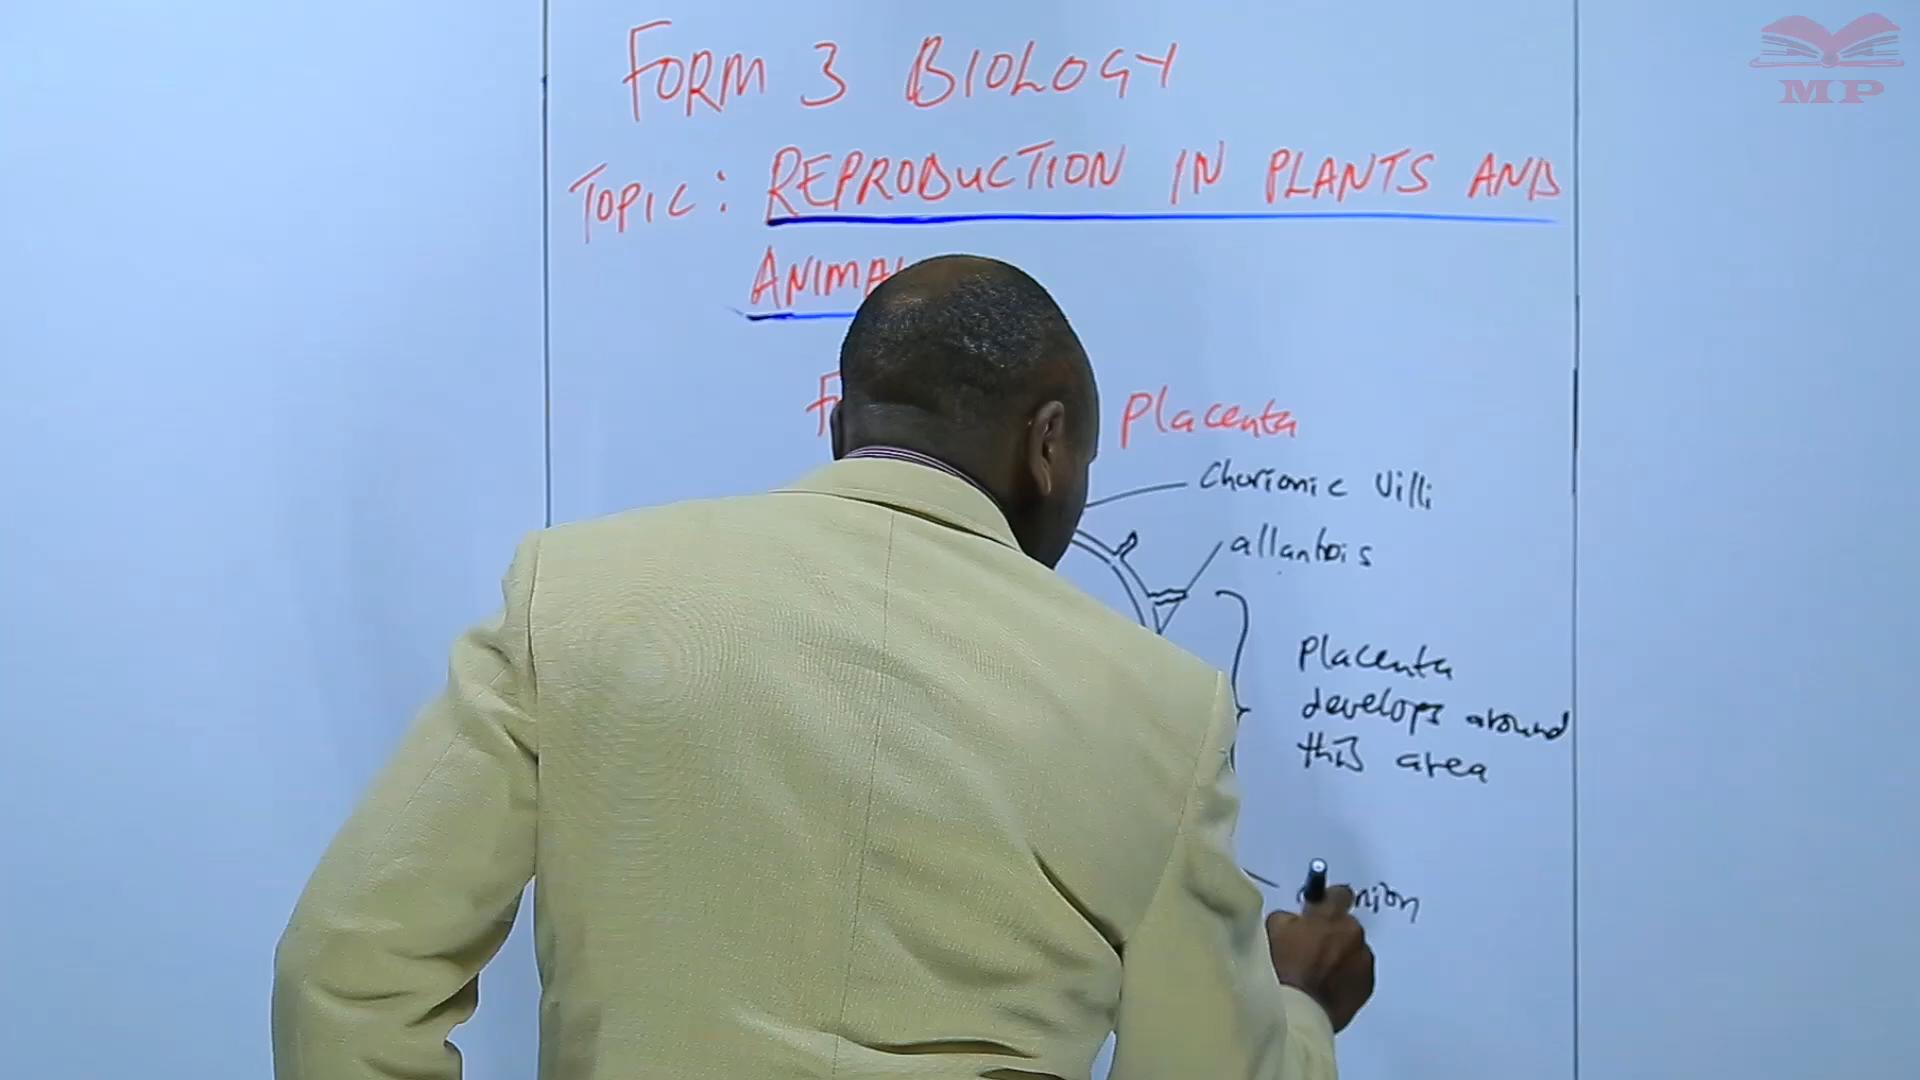 FORM 3 BIOLOGY
TOPIC: REPRODUCTION IN PLANTS AND
Placenta
Chorionic Villi
allantois
Placenta
develops around
this area
MP